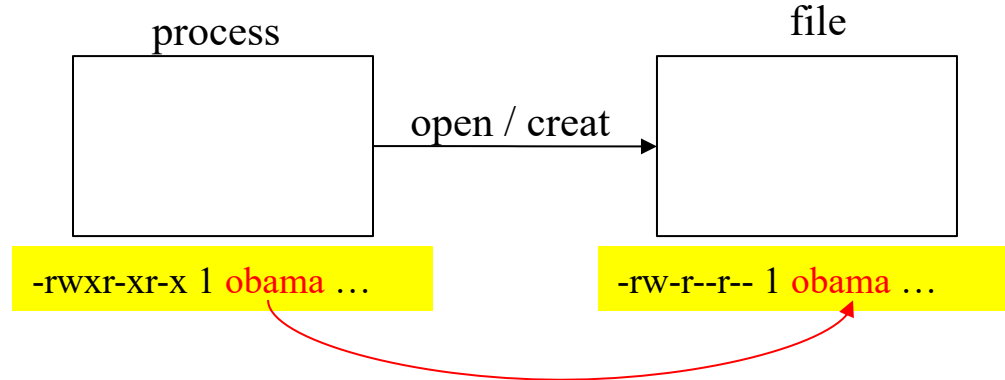 process
file
open / creat
-rwxr-xr-x 1 obama …
-rw-r--r-- 1 obama …